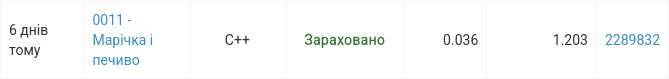 6 днів
тому
0011 -
Марічка і
печиво
C++
Зараховано
0.036
1.203
2289832